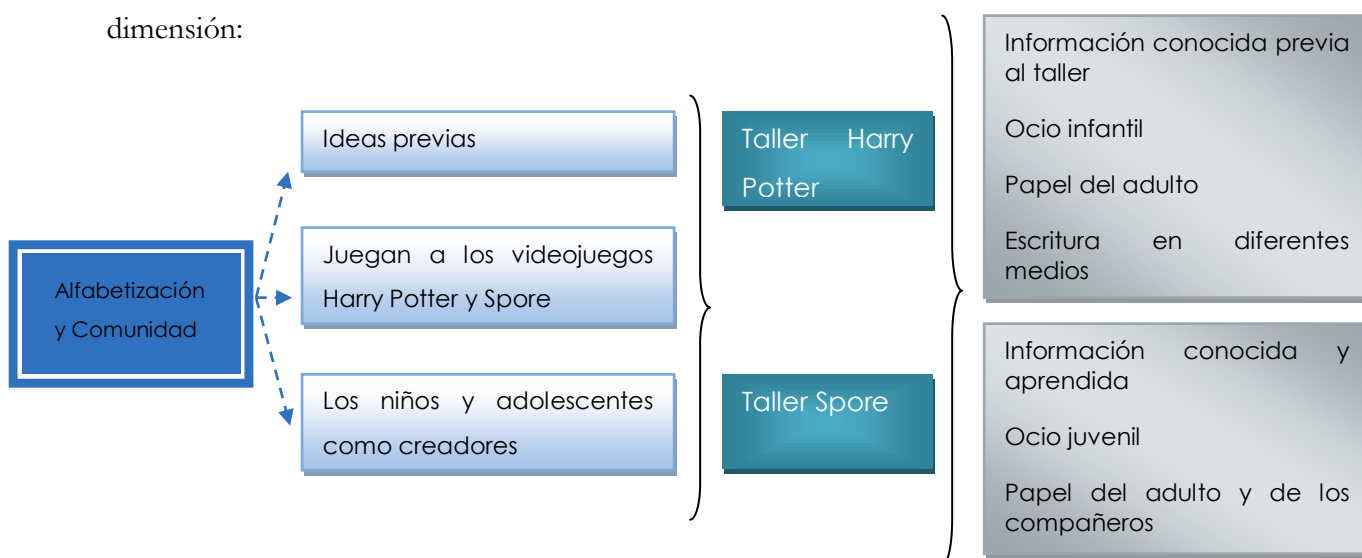 dimensión:
Alfabetización
y Comunidad
Ideas previas
Juegan a los videojuegos
Harry Potter y Spore
Los niños y adolescentes
como creadores
Taller Harry
Potter
Taller Spore
Información conocida previa
al taller
Ocio infantil
Papel del adulto
Escritura en diferentes
medios
Información conocida y
aprendida
Ocio juvenil
Papel del adulto y de los
compañeros